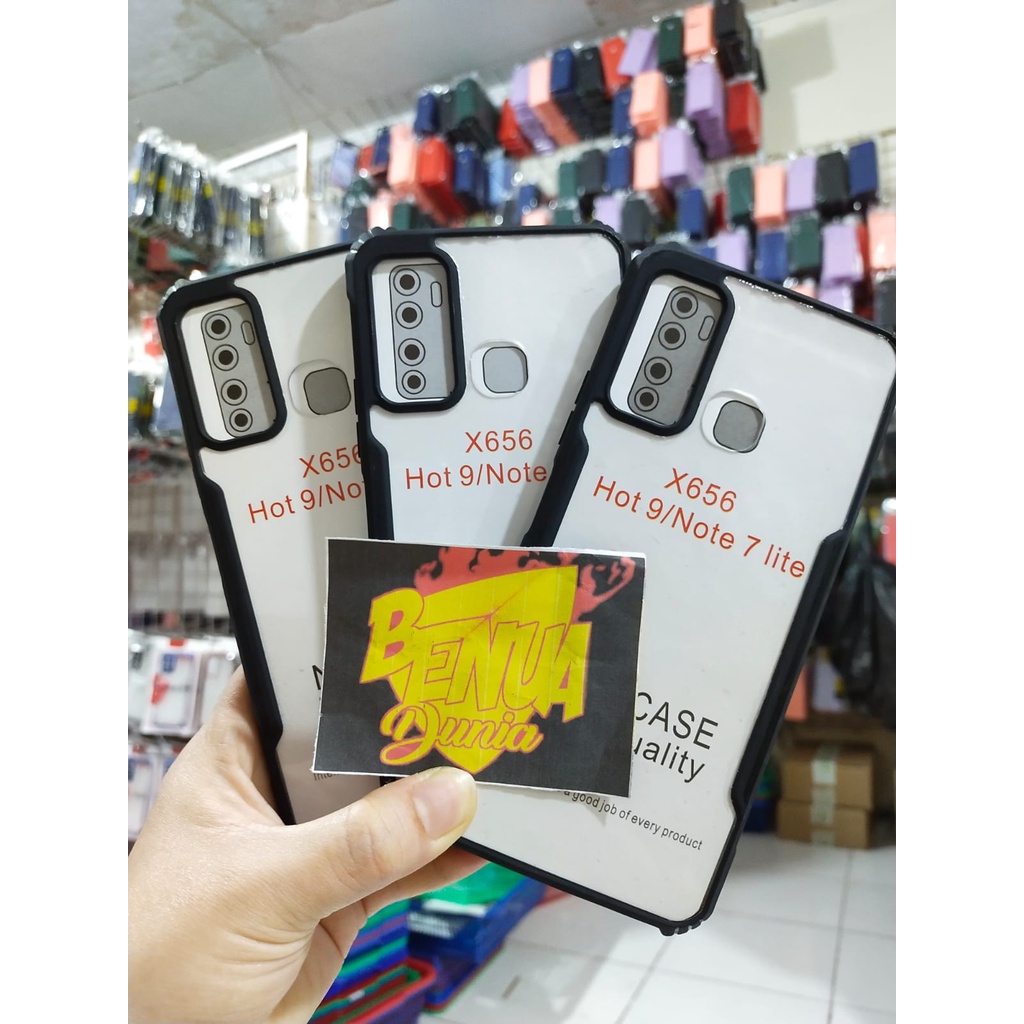 X656
Hot 9/No
X656
Hot 9/Note
X656
Hot 9/Note 7 lite
BENUA
Dunia
CASE
uality
a good job of every product